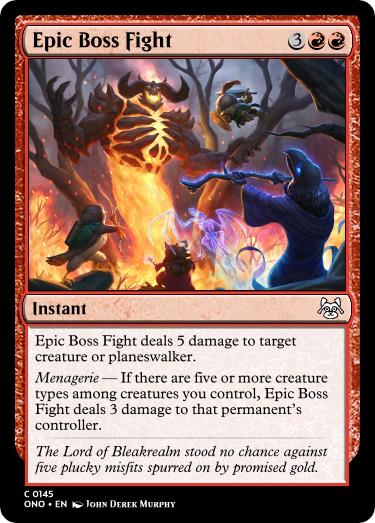 Epic Boss Fight 3
Instant
Epic Boss Fight deals 5 damage to target
creature or planeswalker.
Menagerie — If there are five or more creature
types among creatures you control, Epic Boss
Fight deals 3 damage to that permanent's
controller.
The Lord of Bleakrealm stood no chance against
five plucky misfits spurred on by promised gold.
C 0145
ONO • EN John Derek Murphy